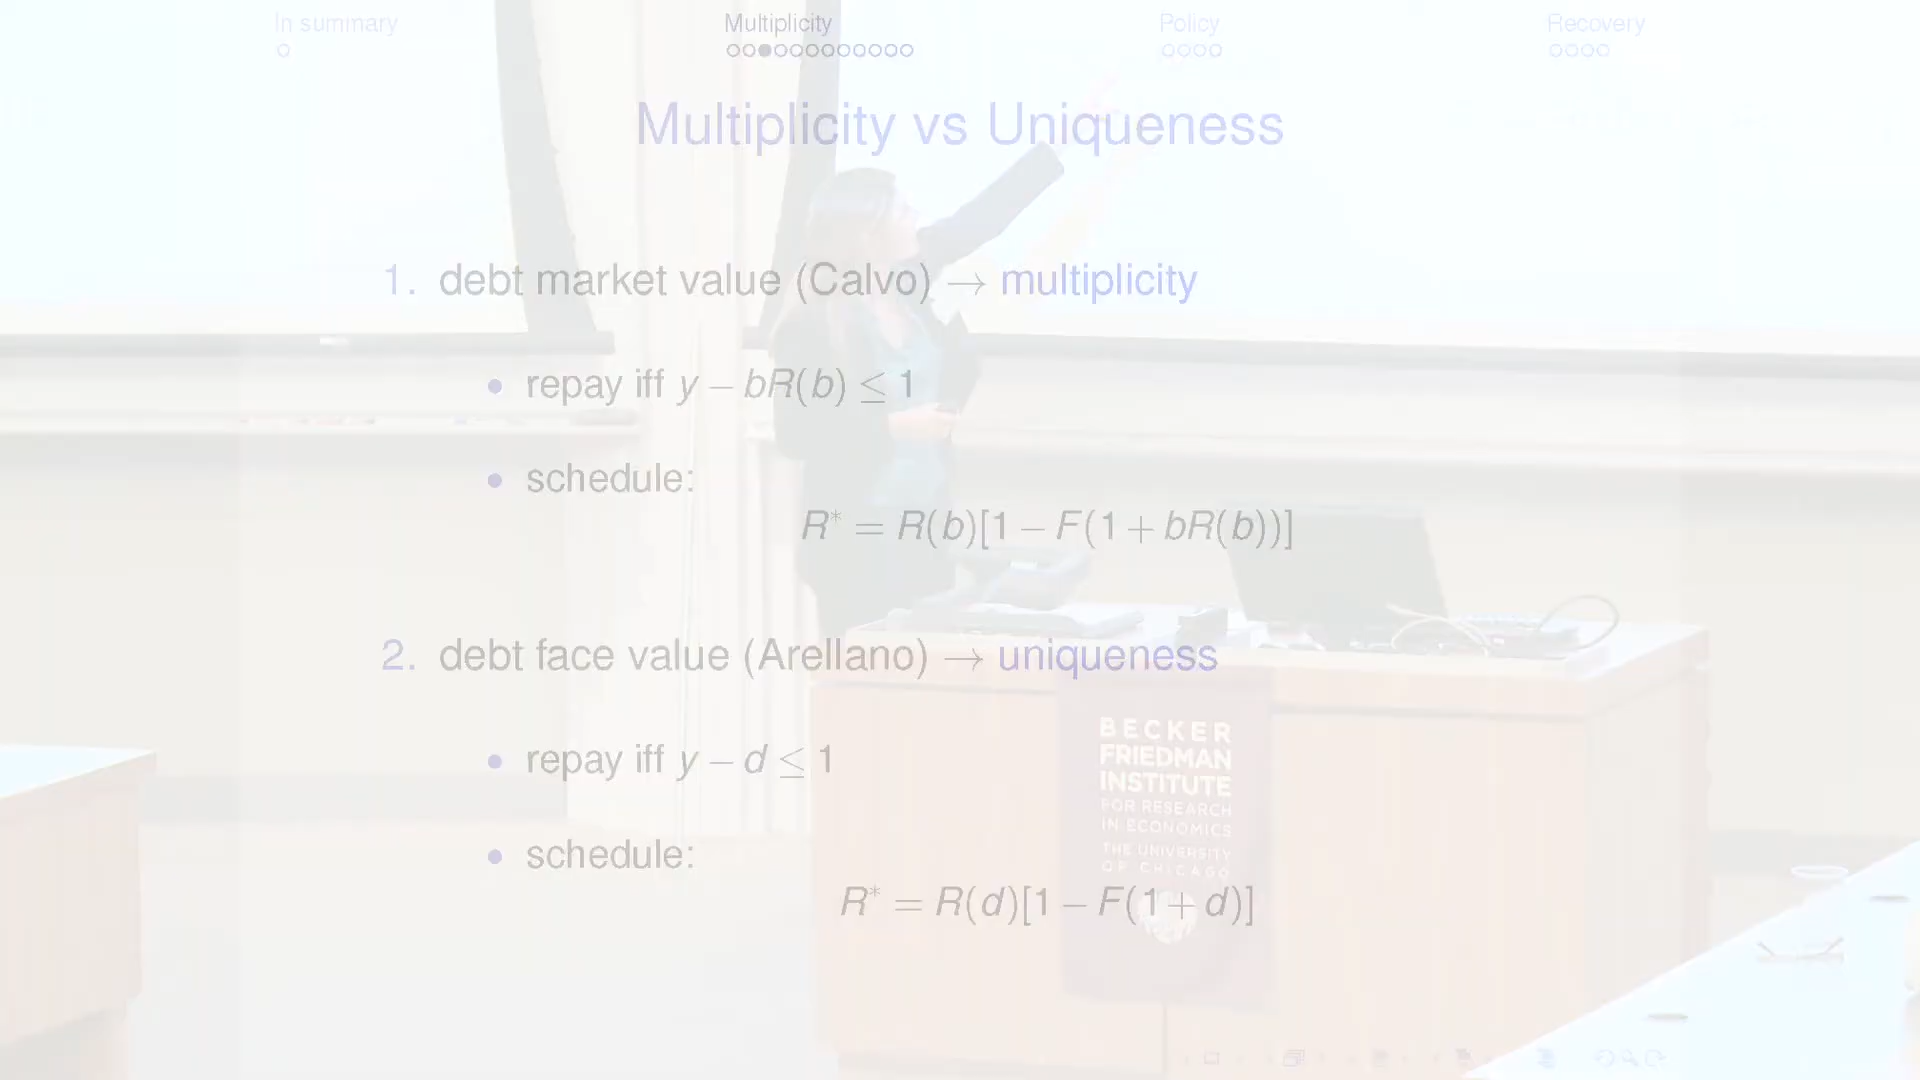 In summary Multiplicity Policy Recovery
Multiplicity vs Uniqueness
1. debt market value (Calvo) → multiplicity
• repay iff y − bR(b) ≤ 1
• schedule:
R* = R(b)[1 − F(1 + bR(b))]
2. debt face value (Arellano) → uniqueness
• repay iff y − d ≤ 1
• schedule:
R* = R(d)[1 − F(1 + d)]
BECKER
FRIEDMAN
INSTITUTE
FOR RESEARCH
IN ECONOMICS
THE UNIVERSITY
OF CHICAGO